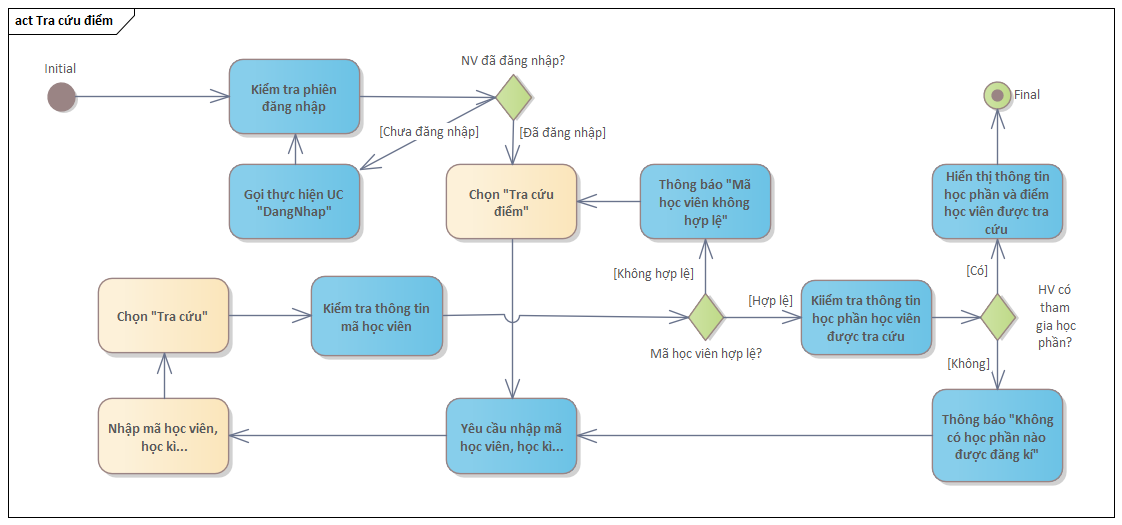 act Tra cứu điểm
Initial
Kiểm tra phiên
đăng nhập
NV đã đăng nhập?
[Chưa đăng nhập]
[Đã đăng nhập]
Final
Gọi thực hiện UC
"DangNhap"
Chọn "Tra cứu
điểm"
Thông báo "Mã
học viên không
hợp lệ"
Hiển thị thông tin
học phần và điểm
học viên được tra
cứu
[Không hợp lệ]
[Có]
Chọn "Tra cứu"
Kiểm tra thông tin
mã học viên
[Hợp lệ]
Mã học viên hợp lệ?
Kiiểm tra thông tin
học phần học viên
được tra cứu
HV có
tham
gia học
phần?
[Không]
Nhập mã học viên,
học kì...
Yêu cầu nhập mã
học viên, học kì...
Thông báo "Không
có học phần nào
được đăng kí"